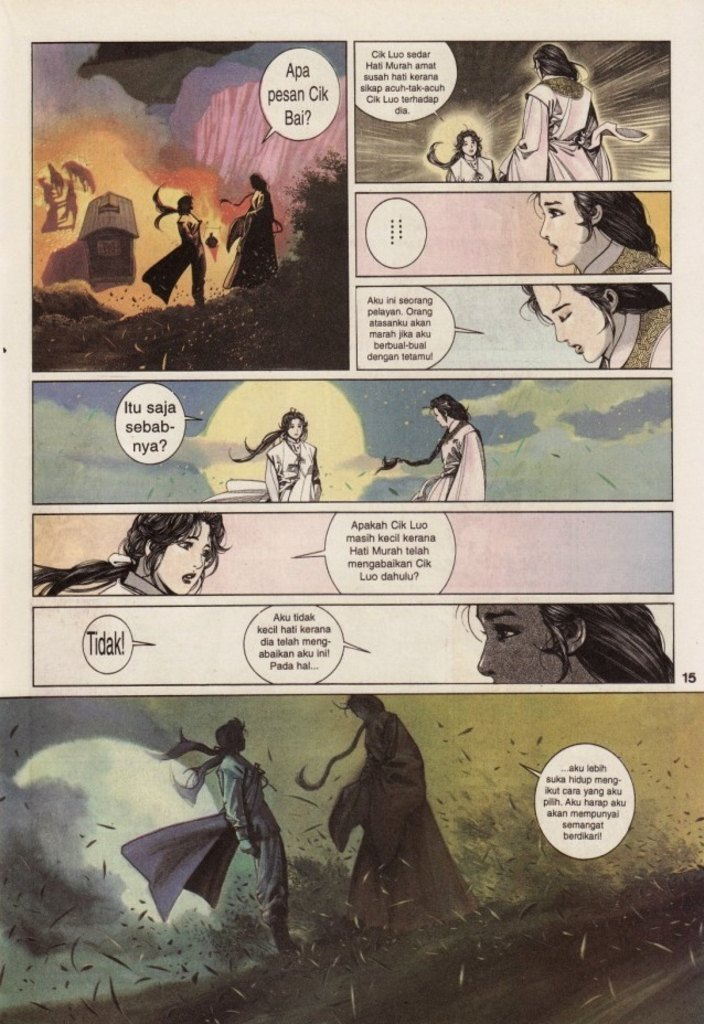 Apa
pesan Cik
Bai?
Cik Luo sedar
Hati Murah amat
susah hati kerana
sikap acuh-tak-acuh
Cik Luo terhadap
dia.
Aku ini seorang
pelayan. Orang
atasanku akan
marah jika aku
berbual-bual
dengan tetamu!
Itu saja
sebab-
nya?
Apakah Cik Luo
masih kecil kerana
Hati Murah telah
mengabaikan Cik
Luo dahulu?
Tidak!
Aku tidak
kecil hati kerana
dia telah meng-
abaikan aku ini!
Pada hal...
15
...aku lebih
suka hidup meng-
ikut cara yang aku
pilih. Aku harap aku
akan mempunyai
semangat
berdikari!